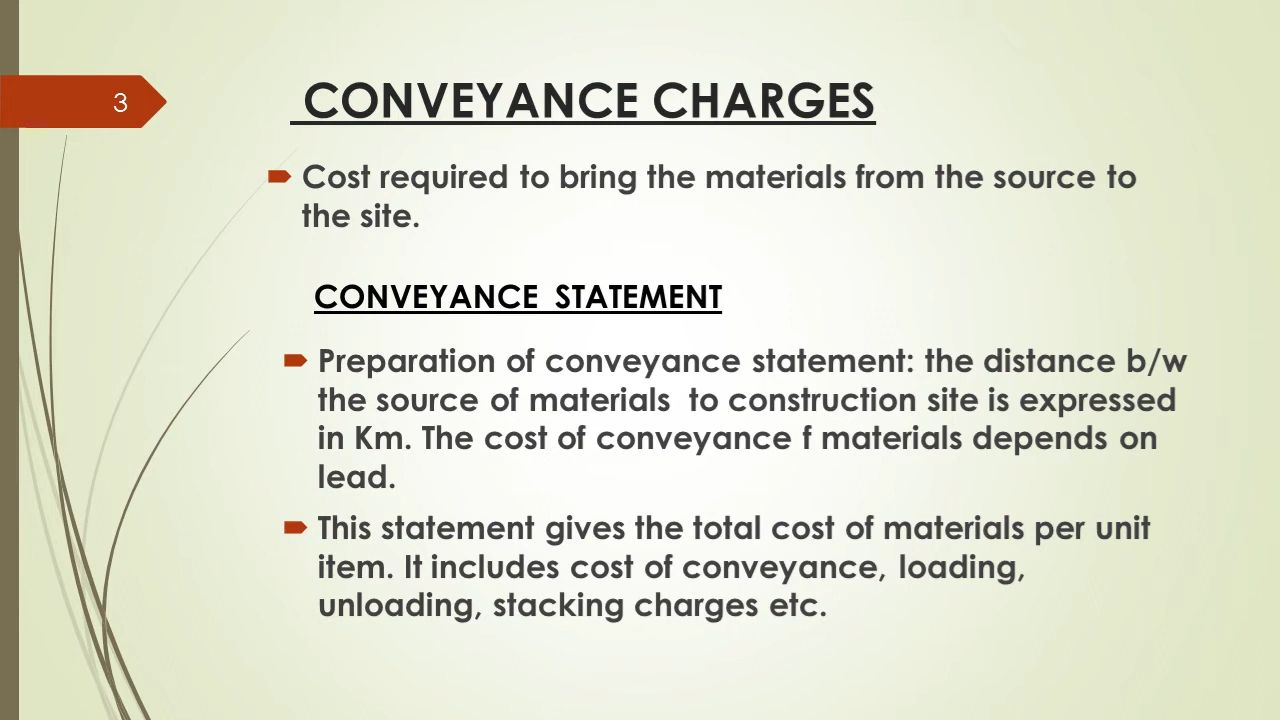 3
CONVEYANCE CHARGES
Cost required to bring the materials from the source to
the site.
CONVEYANCE STATEMENT
Preparation of conveyance statement: the distance b/w
the source of materials to construction site is expressed
in Km. The cost of conveyance f materials depends on
lead.
This statement gives the total cost of materials per unit
item. It includes cost of conveyance, loading,
unloading, stacking charges etc.